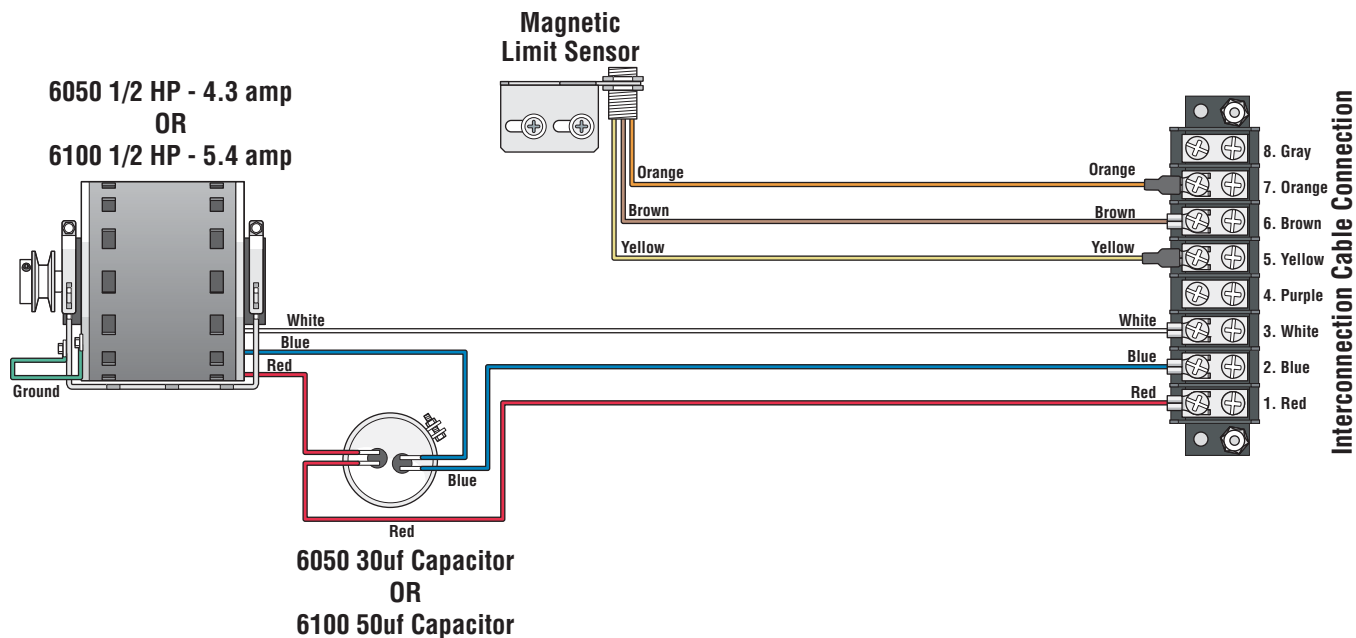 Magnetic
Limit Sensor
6050 1/2 HP - 4.3 amp
OR
6100 1/2 HP - 5.4 amp
Orange
Orange
Brown
Brown
Yellow
Yellow
White
White
Blue
Blue
Red
Red
Ground
Blue
Red
6050 30uf Capacitor
OR
6100 50uf Capacitor
8. Gray
7. Orange
6. Brown
5. Yellow
4. Purple
3. White
2. Blue
1. Red
Interconnection Cable Connection